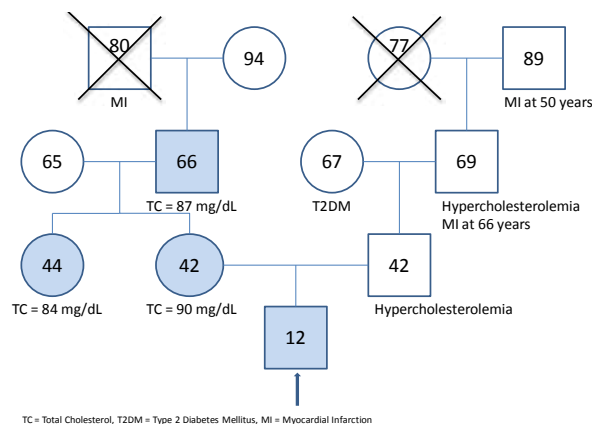 80
94
77
89
MI
MI at 50 years
65
66
67
69
TC = 87 mg/dL
T2DM
Hypercholesterolemia
MI at 66 years
44
42
42
TC = 84 mg/dL
TC = 90 mg/dL
Hypercholesterolemia
12
TC = Total Cholesterol, T2DM = Type 2 Diabetes Mellitus, MI = Myocardial Infarction